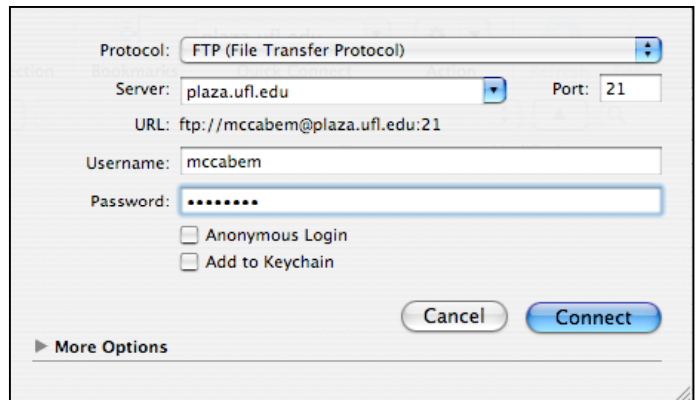 Protocol: FTP (File Transfer Protocol)
Server: plaza.ufl.edu Port: 21
URL: ftp://mccabem@plaza.ufl.edu:21
Username: mccabem
Password: ••••••••
Anonymous Login
Add to Keychain
Cancel Connect
More Options